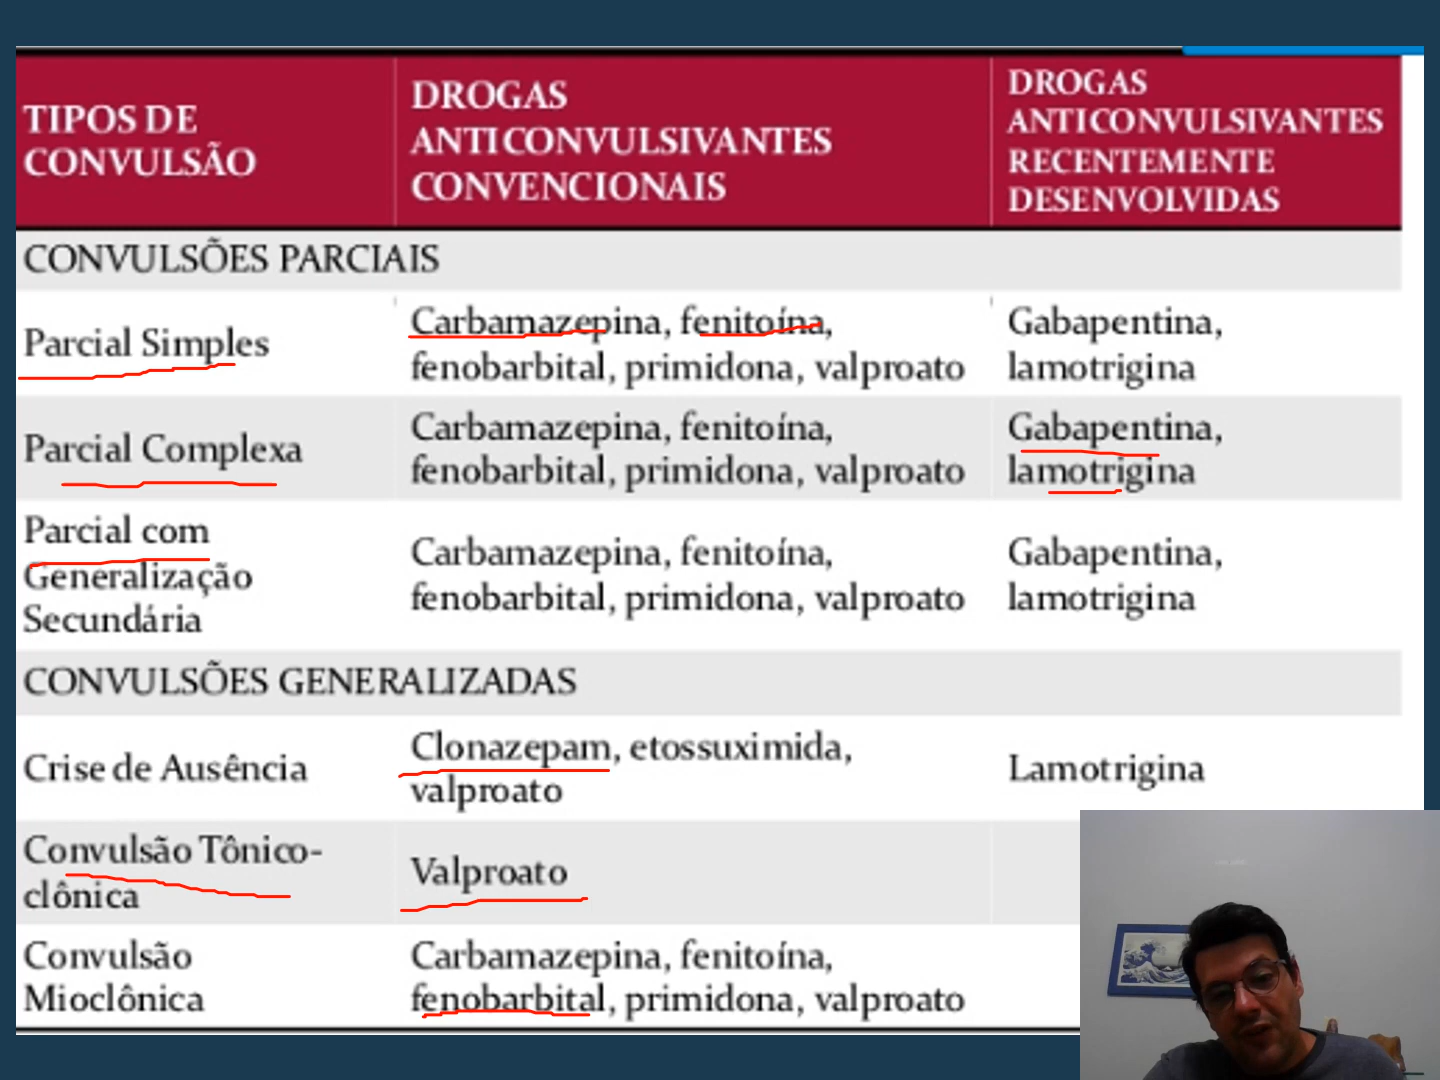 TIPOS DE
CONVULSÃO
DROGAS
ANTICONVULSIVANTES
CONVENCIONAIS
DROGAS
ANTICONVULSIVANTES
RECENTEMENTE
DESENVOLVIDAS
CONVULSÕES PARCIAIS
Parcial Simples
Carbamazepina, fenitoína,
fenobarbital, primidona, valproato
Gabapentina,
lamotrigina
Parcial Complexa
Carbamazepina, fenitoína,
fenobarbital, primidona, valproato
Gabapentina,
lamotrigina
Parcial com
Generalização
Secundária
Carbamazepina, fenitoína,
fenobarbital, primidona, valproato
Gabapentina,
lamotrigina
CONVULSÕES GENERALIZADAS
Crise de Ausência
Clonazepam, etossuximida,
valproato
Lamotrigina
Convulsão Tônico-
clônica
Valproato
Convulsão
Mioclônica
Carbamazepina, fenitoína,
fenobarbital, primidona, valproato